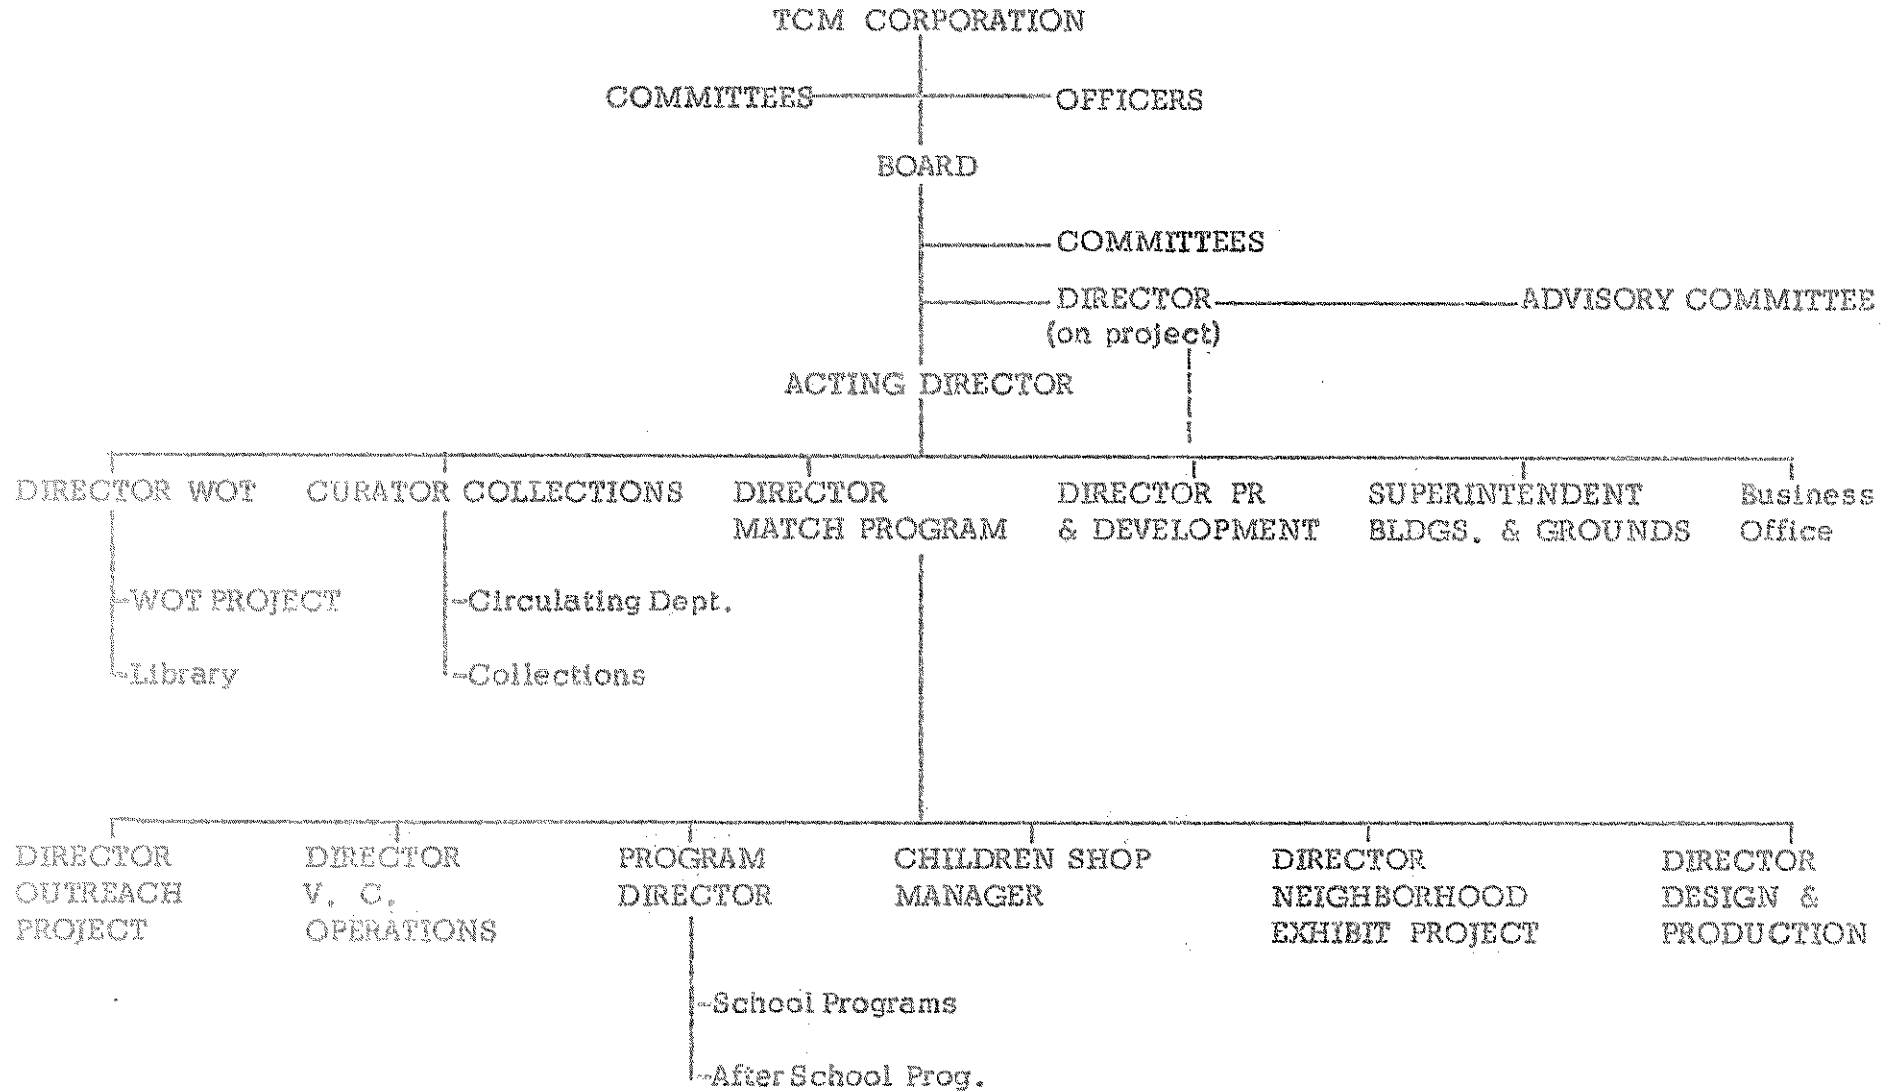 TCM CORPORATION
COMMITTEES OFFICERS
BOARD
COMMITTEES
DIRECTOR ADVISORY COMMITTEE
(on project)
ACTING DIRECTOR
DIRECTOR WOT CURATOR COLLECTIONS DIRECTOR DIRECTOR PR SUPERINTENDENT Business
MATCH PROGRAM & DEVELOPMENT BLDGS. & GROUNDS Office
-WOT PROJECT -Circulating Dept.
-Library -Collections
DIRECTOR DIRECTOR PROGRAM CHILDREN SHOP DIRECTOR DIRECTOR
OUTREACH V. C. DIRECTOR MANAGER NEIGHBORHOOD DESIGN &
PROJECT OPERATIONS EXHIBIT PROJECT PRODUCTION
-School Programs
-After School Prog.